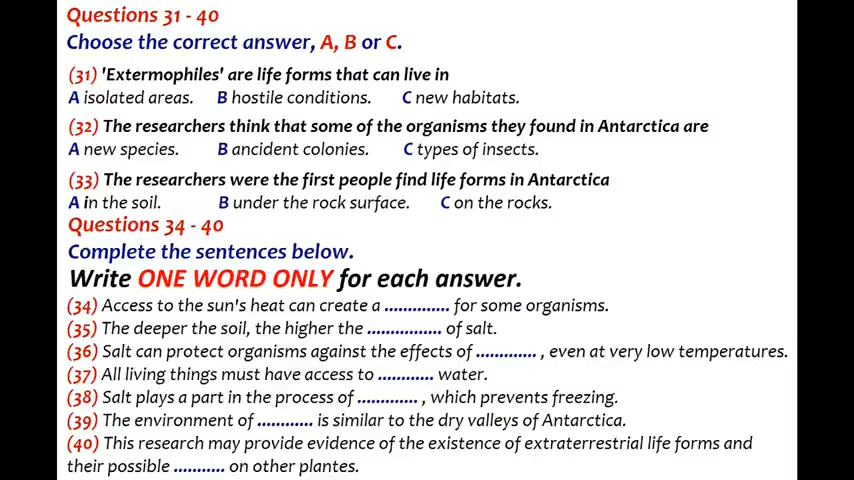 Questions 31 - 40
Choose the correct answer, A, B or C.
(31) 'Extermophiles' are life forms that can live in
A isolated areas. B hostile conditions. C new habitats.
(32) The researchers think that some of the organisms they found in Antarctica are
A new species. B ancident colonies. C types of insects.
(33) The researchers were the first people find life forms in Antarctica
A in the soil. B under the rock surface. C on the rocks.
Questions 34 - 40
Complete the sentences below.
Write ONE WORD ONLY for each answer.
(34) Access to the sun's heat can create a .............. for some organisms.
(35) The deeper the soil, the higher the ................ of salt.
(36) Salt can protect organisms against the effects of ............. , even at very low temperatures.
(37) All living things must have access to ............ water.
(38) Salt plays a part in the process of ............. , which prevents freezing.
(39) The environment of ............ is similar to the dry valleys of Antarctica.
(40) This research may provide evidence of the existence of extraterrestrial life forms and
their possible ........... on other plantes.